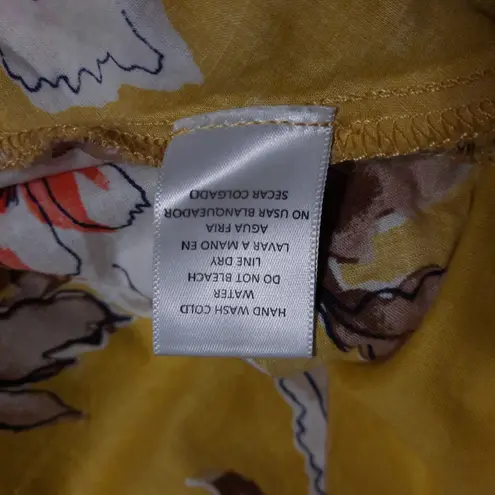 HAND WASH COLD
WATER
DO NOT BLEACH
LINE DRY
LAVAR A MANO EN
AGUA FRIA
NO USAR BLANQUEADOR
SECAR COLGADO